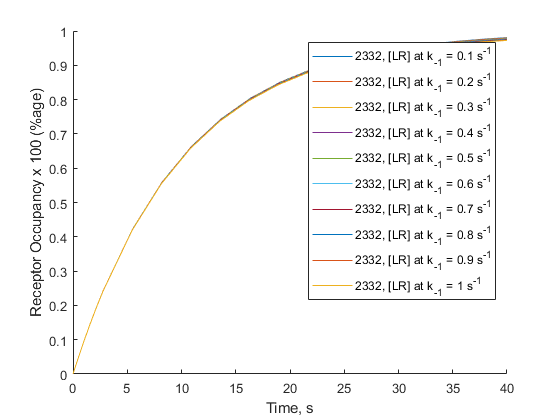 Receptor Occupancy x 100 (%age)
1
0.9
0.8
0.7
0.6
0.5
0.4
0.3
0.2
0.1
0
2332, [LR] at k-1 = 0.1 s-1
2332, [LR] at k-1 = 0.2 s-1
2332, [LR] at k-1 = 0.3 s-1
2332, [LR] at k-1 = 0.4 s-1
2332, [LR] at k-1 = 0.5 s-1
2332, [LR] at k-1 = 0.6 s-1
2332, [LR] at k-1 = 0.7 s-1
2332, [LR] at k-1 = 0.8 s-1
2332, [LR] at k-1 = 0.9 s-1
2332, [LR] at k-1 = 1 s-1
0 5 10 15 20 25 30 35 40
Time, s